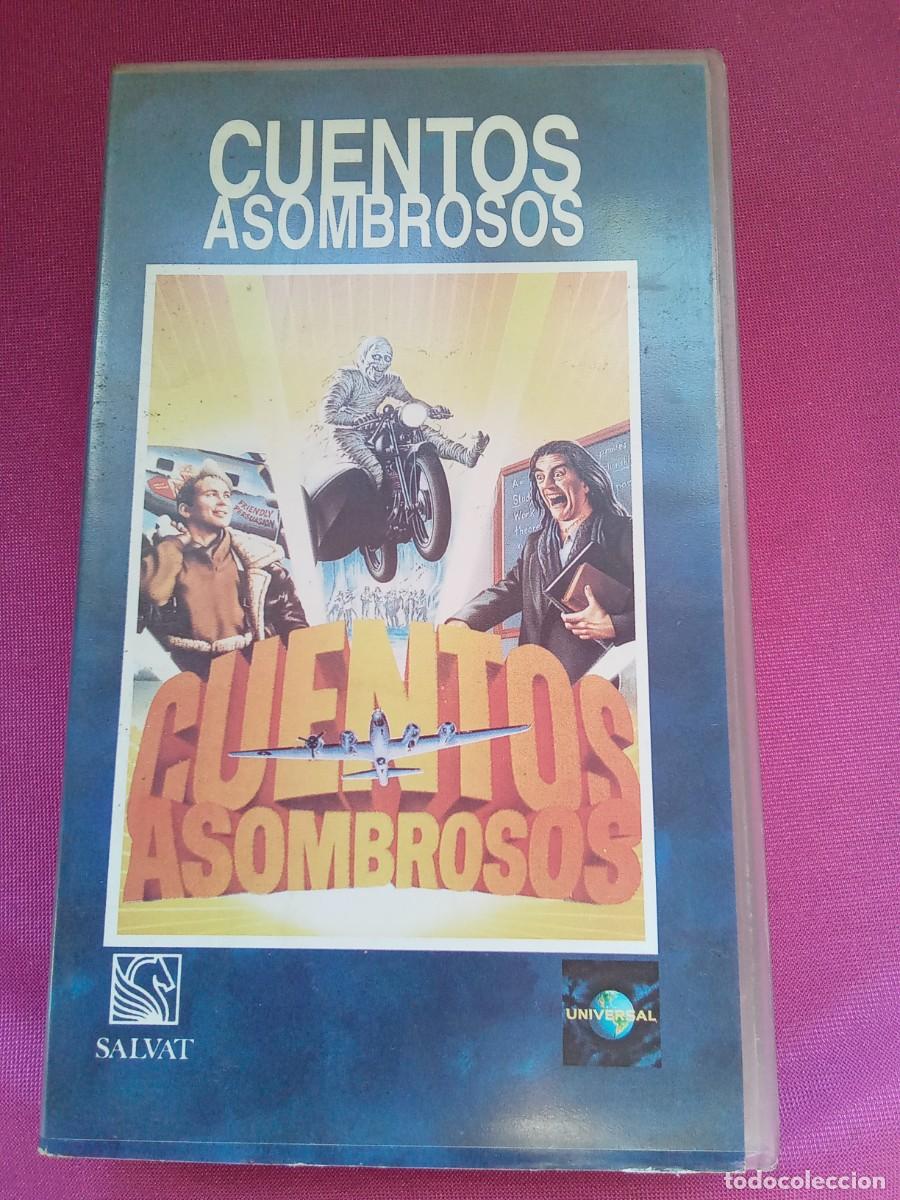 CUENTOS
ASOMBROSOS
FRIENDLY
PERSUASION
CUENTOS
ASOMBROSOS
SALVAT
UNIVERSAL
todocoleccion